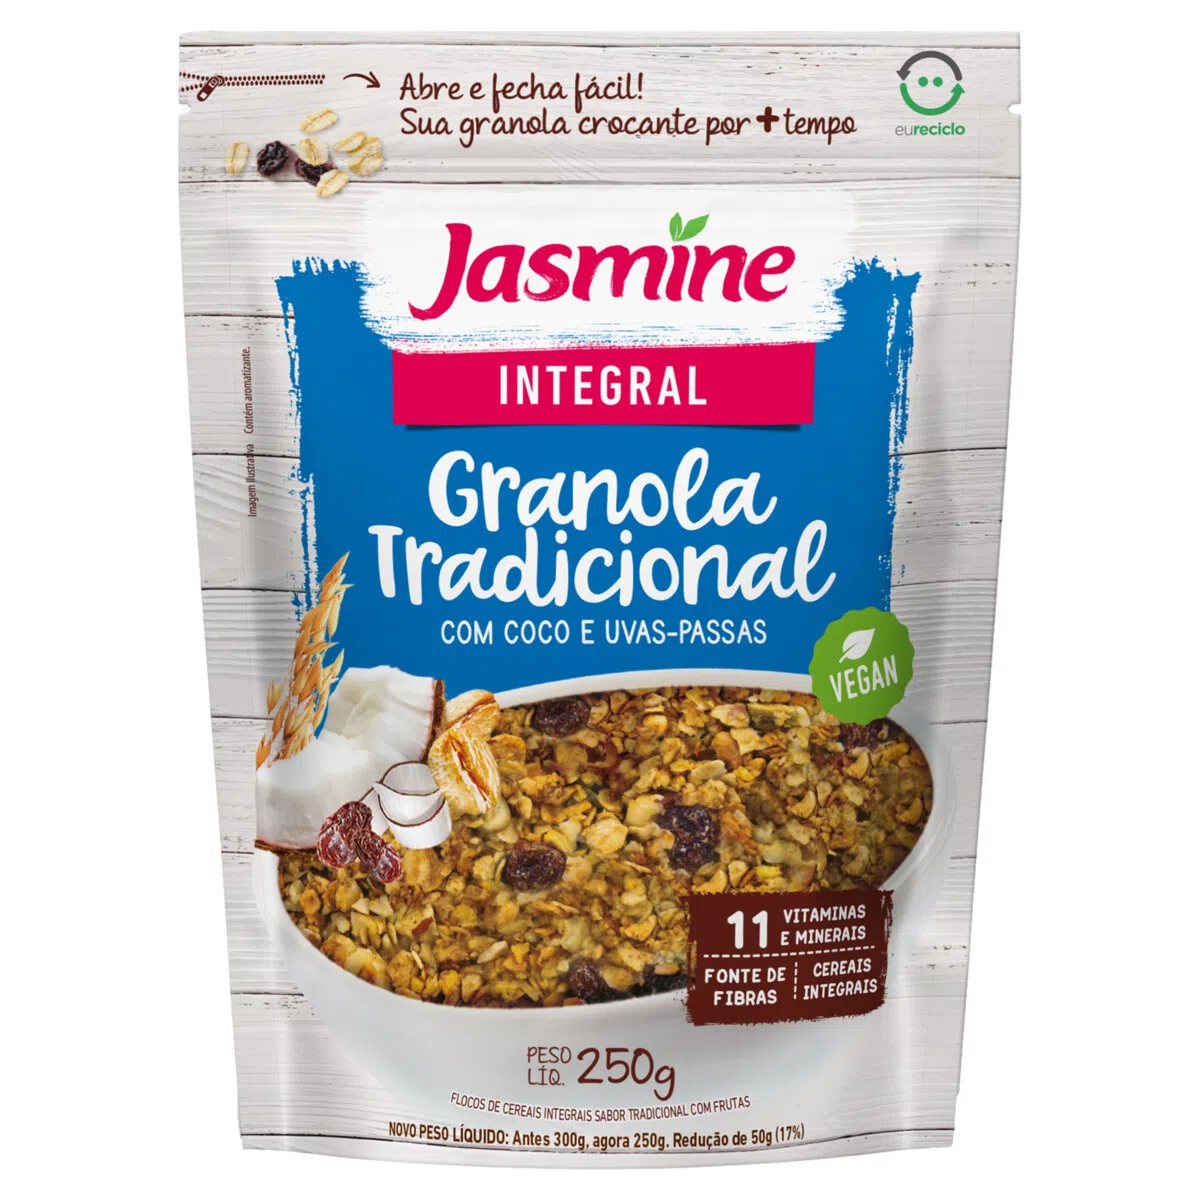 Abre e fecha fácil!
Sua granola crocante por + tempo
eureciclo
Jasmine
INTEGRAL
Imagem Ilustrativa Contém aromatizante.
Granola
Tradicional
COM COCO E UVAS-PASSAS
VEGAN
11 VITAMINAS
E MINERAIS
FONTE DE
FIBRAS
CEREAIS
INTEGRAIS
PESO
LÍQ. 250g
FLOCOS DE CEREAIS INTEGRAIS SABOR TRADICIONAL COM FRUTAS
NOVO PESO LÍQUIDO: Antes 300g, agora 250g. Redução de 50g (17%)